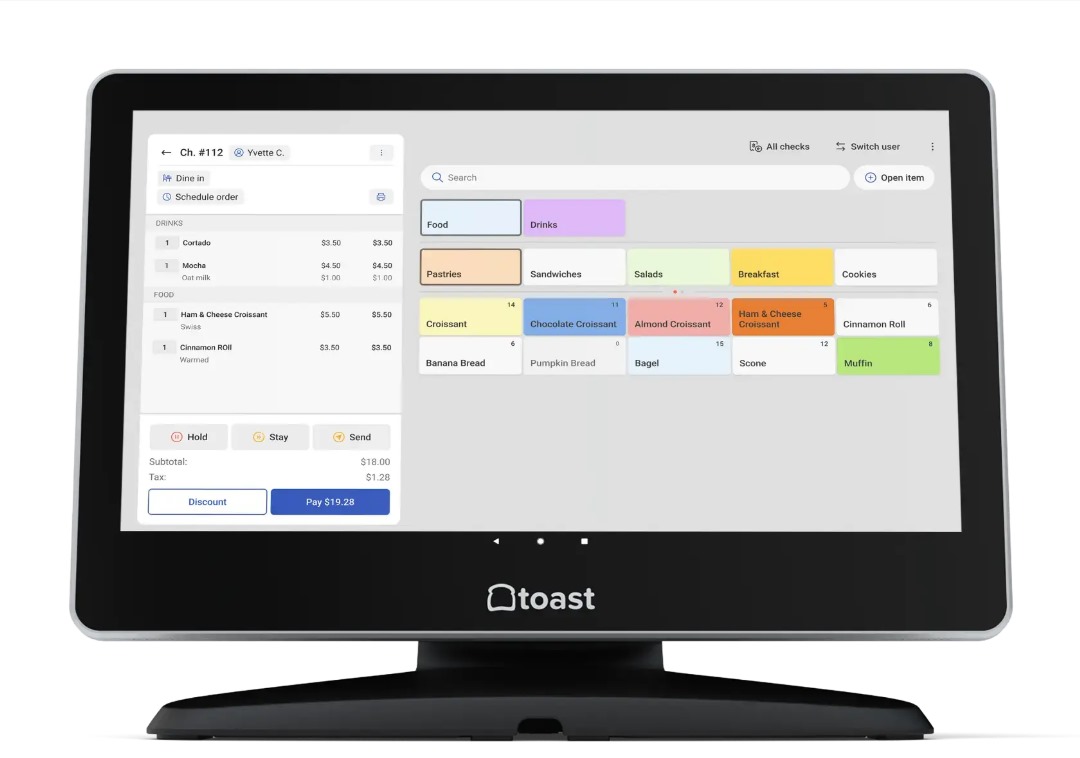 Ch. #112 Yvette C.
Dine in
Schedule order
DRINKS
1 Cortado $3.50 $3.50
1 Mocha $4.50 $4.50
Oat milk $1.00 $1.00
FOOD
1 Ham & Cheese Croissant $5.50 $5.50
Swiss
1 Cinnamon ROll $3.50 $3.50
Warmed
Hold Stay Send
Subtotal: $18.00
Tax: $1.28
Discount Pay $19.28
All checks Switch user
Search Open item
Food Drinks
Pastries Sandwiches Salads Breakfast Cookies
14 11 12 5 6
Croissant Chocolate Croissant Almond Croissant Ham & Cheese Croissant Cinnamon Roll
6 0 15 12 8
Banana Bread Pumpkin Bread Bagel Scone Muffin
toast